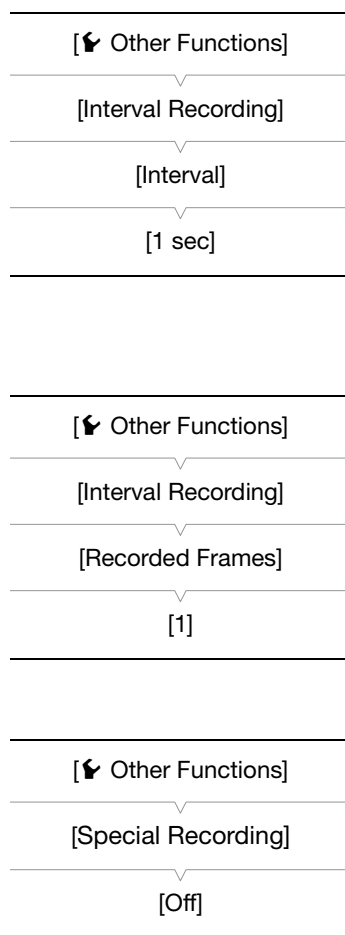 [ Other Functions]
[Interval Recording]
[Interval]
[1 sec]
[ Other Functions]
[Interval Recording]
[Recorded Frames]
[1]
[ Other Functions]
[Special Recording]
[Off]